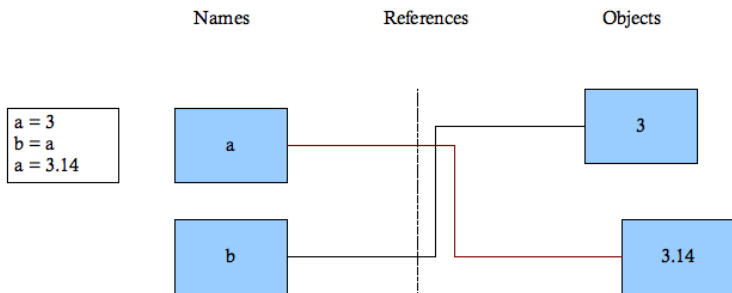 Names References Objects
a = 3
b = a
a = 3.14
a
3
b
3.14